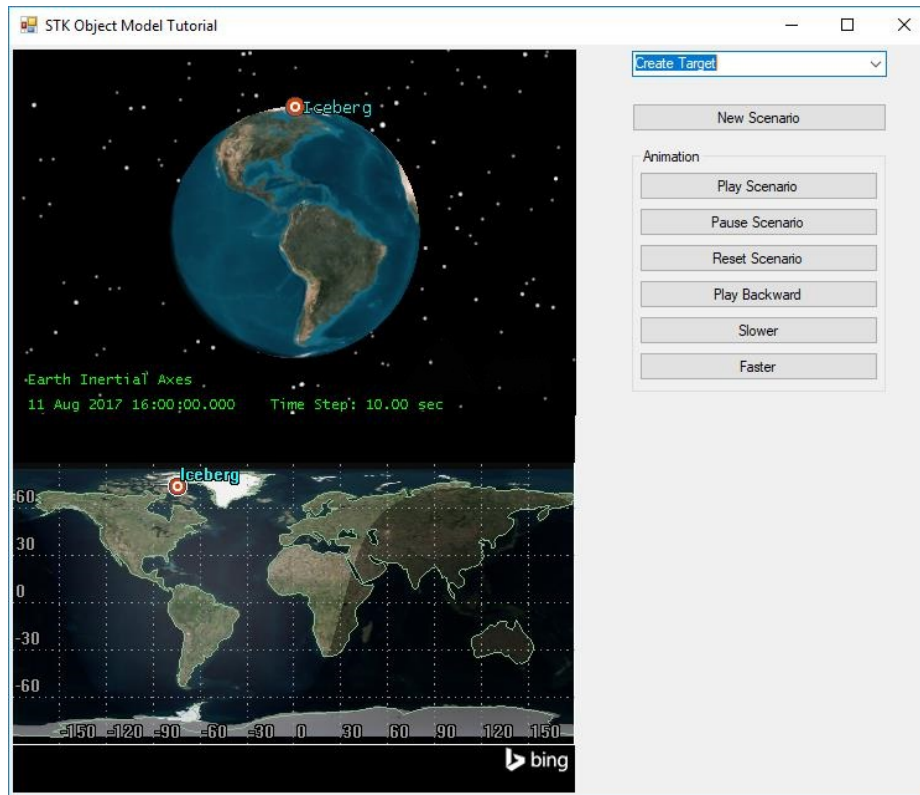 STK Object Model Tutorial
Create Target
New Scenario
Animation
Play Scenario
Pause Scenario
Reset Scenario
Play Backward
Slower
Faster
Iceberg
Earth Inertial Axes
11 Aug 2017 16:00:00.000 Time Step: 10.00 sec
Iceberg
60
30
0
-30
-60
-150 -120 -90 -60 -30 0 30 60 90 120 150
bing